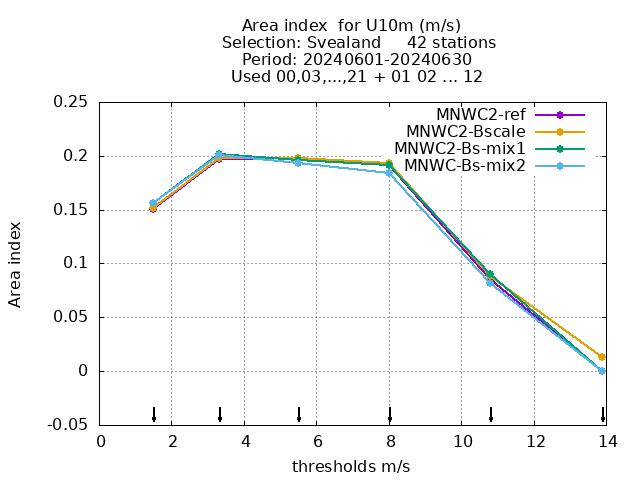 Area index  for U10m (m/s)
Selection: Svealand     42 stations
Period: 20240601-20240630
Used 00,03,...,21 + 01 02 ... 12
MNWC2-ref
MNWC2-Bscale
MNWC2-Bs-mix1
MNWC-Bs-mix2
0.25
0.2
0.15
0.1
0.05
0
-0.05
Area index
0 2 4 6 8 10 12 14
thresholds m/s